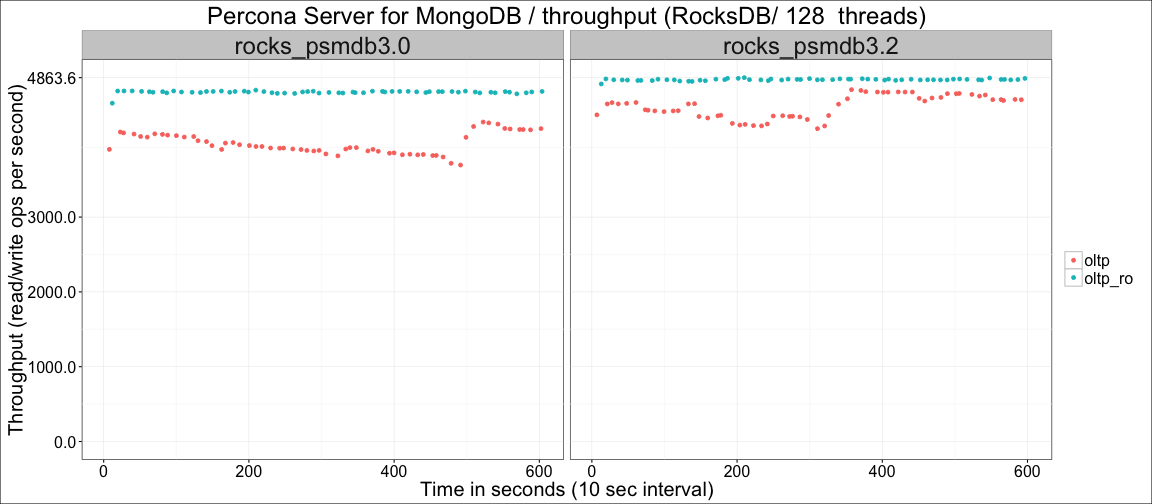 Percona Server for MongoDB / throughput (RocksDB/ 128  threads)
rocks_psmdb3.0
rocks_psmdb3.2
Throughput (read/write ops per second)
4863.6
3000.0
2000.0
1000.0
0.0
oltp
oltp_ro
0 200 400 600
0 200 400 600
Time in seconds (10 sec interval)